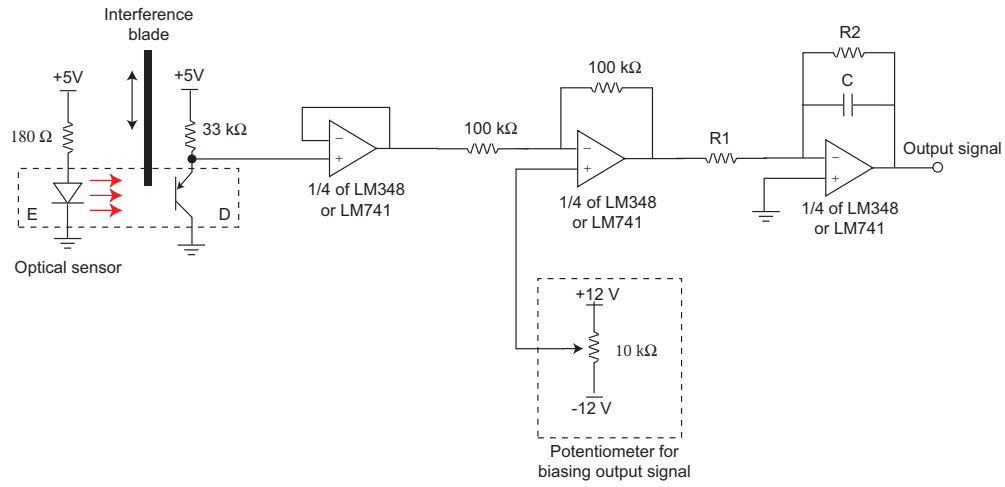 Interference
blade
+5V
+5V
180 Ω
33 kΩ
E
D
Optical sensor
−
+
1/4 of LM348
or LM741
100 kΩ
100 kΩ
−
+
1/4 of LM348
or LM741
R1
R2
C
−
+
1/4 of LM348
or LM741
Output signal
+12 V
10 kΩ
-12 V
Potentiometer for
biasing output signal